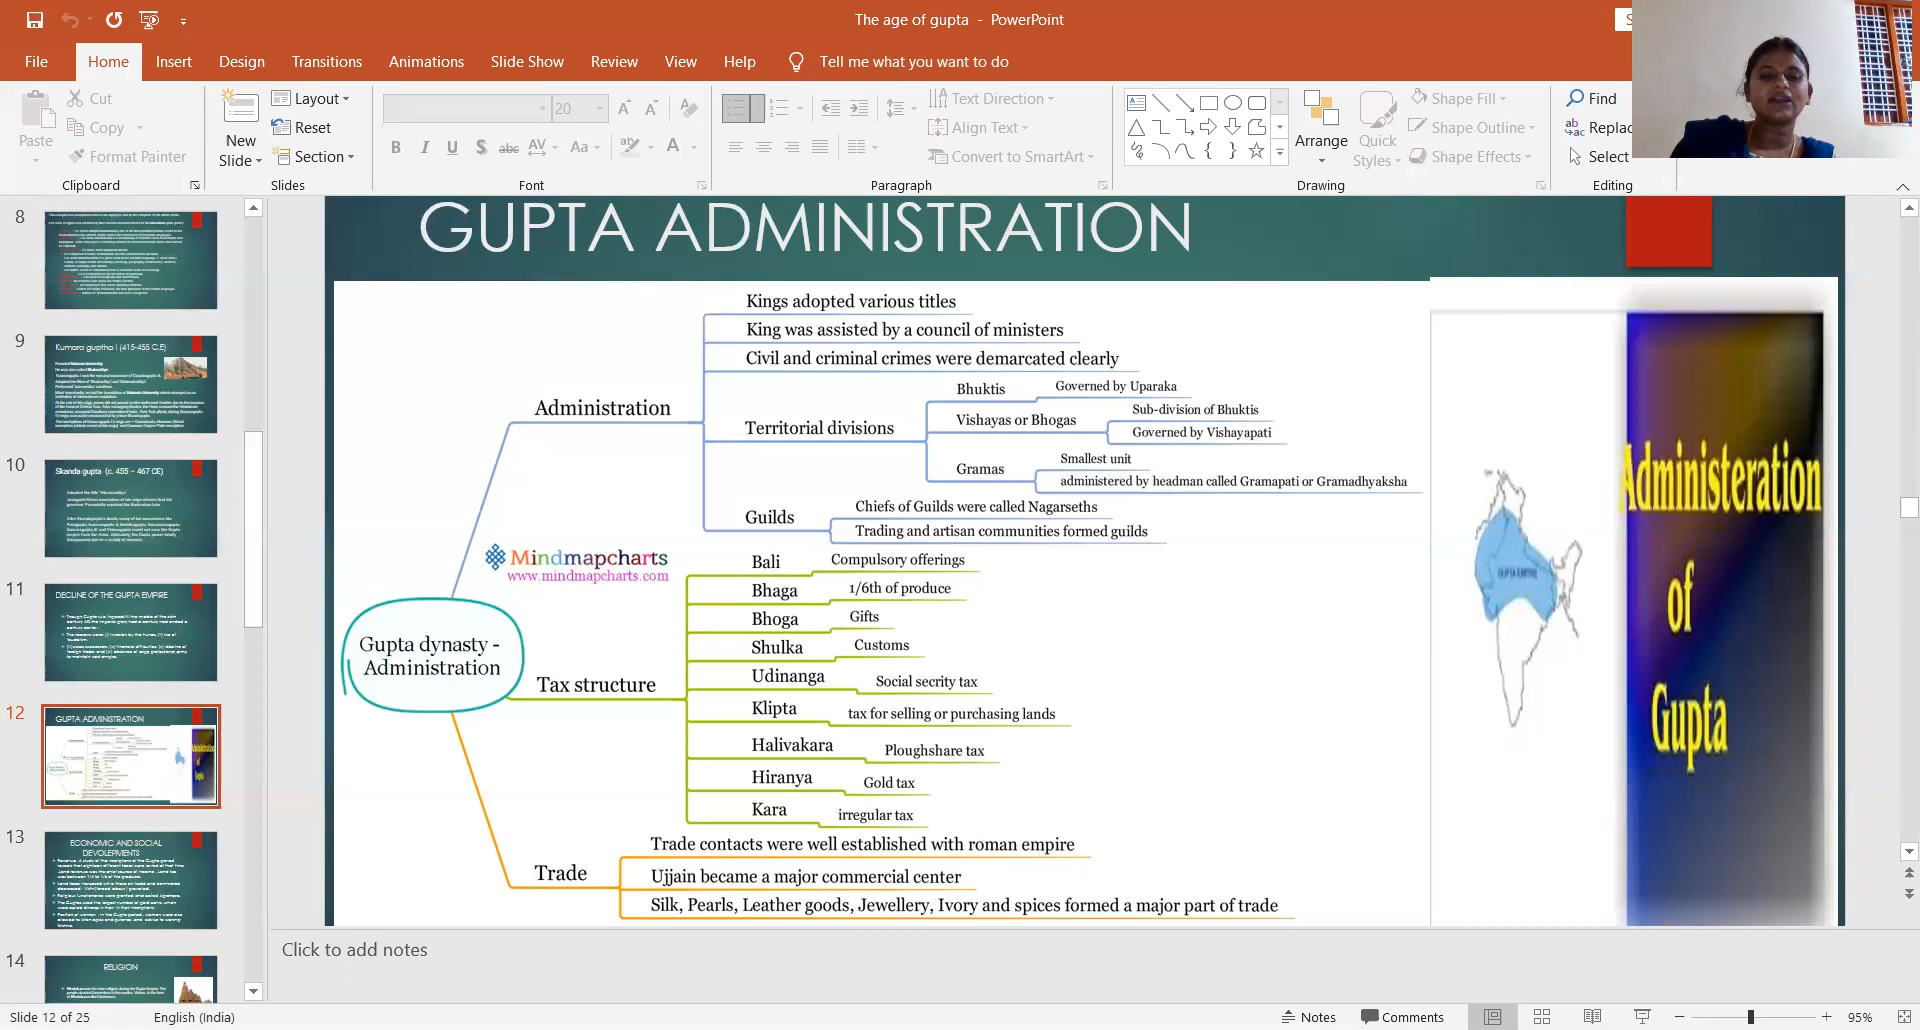 The age of gupta - PowerPoint
File Home Insert Design Transitions Animations Slide Show Review View Help Tell me what you want to do
Paste
Cut
Copy
Format Painter
Clipboard
New Slide
Layout
Reset
Section
Slides
20
B I U S abc AV Aa A
Font
Text Direction
Align Text
Convert to SmartArt
Paragraph
Arrange
Quick Styles
Shape Fill
Shape Outline
Shape Effects
Drawing
Find
Replac
Select
Editing
8
9
Kumara guptha I (415-455 C.E)
10
Skanda gupta (c. 455 – 467 CE)
11
DECLINE OF THE GUPTA EMPIRE
12
GUPTA ADMINISTRATION
13
ECONOMIC AND SOCIAL
DEVOLEPMENTS
14
RELIGION
GUPTA ADMINISTRATION
Gupta dynasty -
Administration
Administration
Kings adopted various titles
King was assisted by a council of ministers
Civil and criminal crimes were demarcated clearly
Territorial divisions
Bhuktis
Governed by Uparaka
Vishayas or Bhogas
Sub-division of Bhuktis
Governed by Vishayapati
Gramas
Smallest unit
administered by headman called Gramapati or Gramadhyaksha
Guilds
Chiefs of Guilds were called Nagarseths
Trading and artisan communities formed guilds
Mindmapcharts
www.mindmapcharts.com
Tax structure
Bali Compulsory offerings
Bhaga 1/6th of produce
Bhoga Gifts
Shulka Customs
Udinanga Social secrity tax
Klipta tax for selling or purchasing lands
Halivakara Ploughshare tax
Hiranya Gold tax
Kara irregular tax
Trade
Trade contacts were well established with roman empire
Ujjain became a major commercial center
Silk, Pearls, Leather goods, Jewellery, Ivory and spices formed a major part of trade
GUPTA EMPIRE
Administeration
of
Gupta
Click to add notes
Slide 12 of 25 English (India) Notes Comments 95%